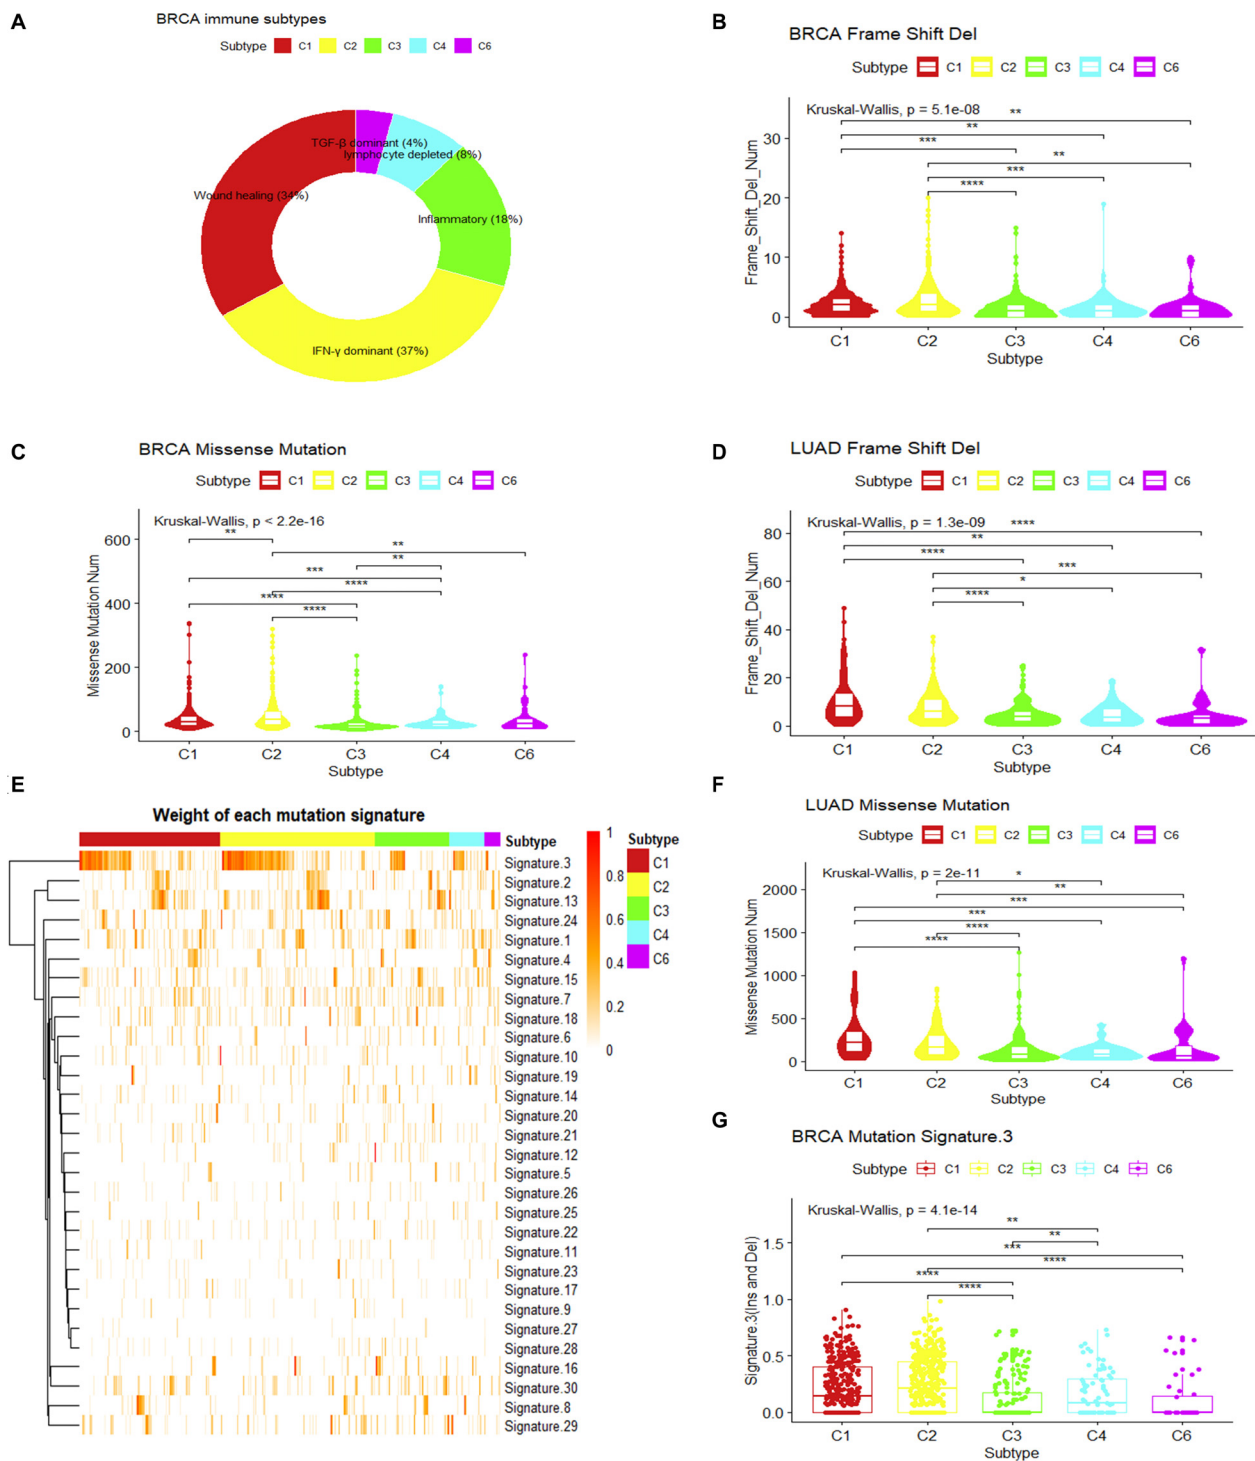 A
BRCA immune subtypes
Subtype C1 C2 C3 C4 C6
TGF-β dominant (4%)
lymphocyte depleted (8%)
Wound healing (34%)
Inflammatory (18%)
IFN-γ dominant (37%)
B
BRCA Frame Shift Del
Subtype C1 C2 C3 C4 C6
Kruskal-Wallis, p = 5.1e-08
**
**
***
**
***
****
Frame_Shift_Del_Num
30
20
10
0
C1 C2 C3 C4 C6
Subtype
C
BRCA Missense Mutation
Subtype C1 C2 C3 C4 C6
Kruskal-Wallis, p < 2.2e-16
**
**
**
***
****
****
****
Missense Mutation Num
600
400
200
0
C1 C2 C3 C4 C6
Subtype
D
LUAD Frame Shift Del
Subtype C1 C2 C3 C4 C6
Kruskal-Wallis, p = 1.3e-09
****
**
****
***
*
****
Frame_Shift_Del_Num
80
60
40
20
0
C1 C2 C3 C4 C6
Subtype
E
Weight of each mutation signature
Subtype
Signature.3
Signature.2
Signature.13
Signature.24
Signature.1
Signature.4
Signature.15
Signature.7
Signature.18
Signature.6
Signature.10
Signature.19
Signature.14
Signature.20
Signature.21
Signature.12
Signature.5
Signature.26
Signature.25
Signature.22
Signature.11
Signature.23
Signature.17
Signature.9
Signature.27
Signature.28
Signature.16
Signature.30
Signature.8
Signature.29
1
0.8
0.6
0.4
0.2
0
Subtype
C1
C2
C3
C4
C6
F
LUAD Missense Mutation
Subtype C1 C2 C3 C4 C6
Kruskal-Wallis, p = 2e-11
*
**
***
***
****
****
Missense Mutation Num
2000
1500
1000
500
0
C1 C2 C3 C4 C6
Subtype
G
BRCA Mutation Signature.3
Subtype C1 C2 C3 C4 C6
Kruskal-Wallis, p = 4.1e-14
**
**
***
****
****
****
Signature.3(Ins and Del)
1.5
1.0
0.5
0.0
C1 C2 C3 C4 C6
Subtype